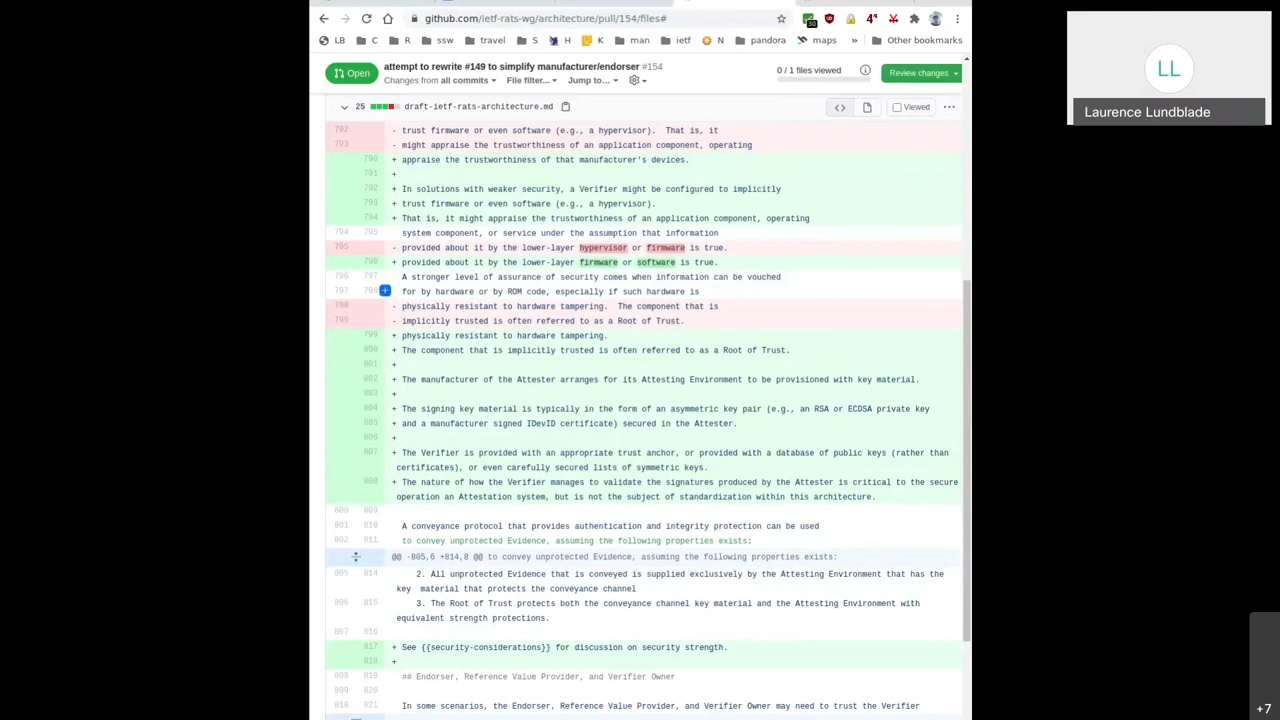 github.com/ietf-rats-wg/architecture/pull/154/files#
LB C R ssw travel S H Y man ietf N pandora maps » Other bookmarks
attempt to rewrite #149 to simplify manufacturer/endorser #154
Open
Changes from all commits File filter... Jump to...
0 / 1 files viewed
Review changes
25 draft-ietf-rats-architecture.md
Viewed
792 - trust firmware or even software (e.g., a hypervisor). That is, it
793 - might appraise the trustworthiness of an application component, operating
790 + appraise the trustworthiness of that manufacturer's devices.
791 +
792 + In solutions with weaker security, a Verifier might be configured to implicitly
793 + trust firmware or even software (e.g., a hypervisor).
794 + That is, it might appraise the trustworthiness of an application component, operating
794 795 system component, or service under the assumption that information
795 - provided about it by the lower-layer hypervisor or firmware is true.
796 + provided about it by the lower-layer firmware or software is true.
796 797 A stronger level of assurance of security comes when information can be vouched
797 798 for by hardware or by ROM code, especially if such hardware is
798 - physically resistant to hardware tampering. The component that is
799 - implicitly trusted is often referred to as a Root of Trust.
799 + physically resistant to hardware tampering.
800 + The component that is implicitly trusted is often referred to as a Root of Trust.
801 +
802 + The manufacturer of the Attester arranges for its Attesting Environment to be provisioned with key material.
803 +
804 + The signing key material is typically in the form of an asymmetric key pair (e.g., an RSA or ECDSA private key
805 + and a manufacturer signed IDevID certificate) secured in the Attester.
806 +
807 + The Verifier is provided with an appropriate trust anchor, or provided with a database of public keys (rather than
certificates), or even carefully secured lists of symmetric keys.
808 + The nature of how the Verifier manages to validate the signatures produced by the Attester is critical to the secure
operation an Attestation system, but is not the subject of standardization within this architecture.
800 809
801 810 A conveyance protocol that provides authentication and integrity protection can be used
802 811 to convey unprotected Evidence, assuming the following properties exists:
@@ -805,6 +814,8 @@ to convey unprotected Evidence, assuming the following properties exists:
805 814 2. All unprotected Evidence that is conveyed is supplied exclusively by the Attesting Environment that has the
key material that protects the conveyance channel
806 815 3. The Root of Trust protects both the conveyance channel key material and the Attesting Environment with
equivalent strength protections.
807 816
817 + See {{security-considerations}} for discussion on security strength.
818 +
808 819 ## Endorser, Reference Value Provider, and Verifier Owner
809 820
810 821 In some scenarios, the Endorser, Reference Value Provider, and Verifier Owner may need to trust the Verifier
LL
Laurence Lundblade
+7